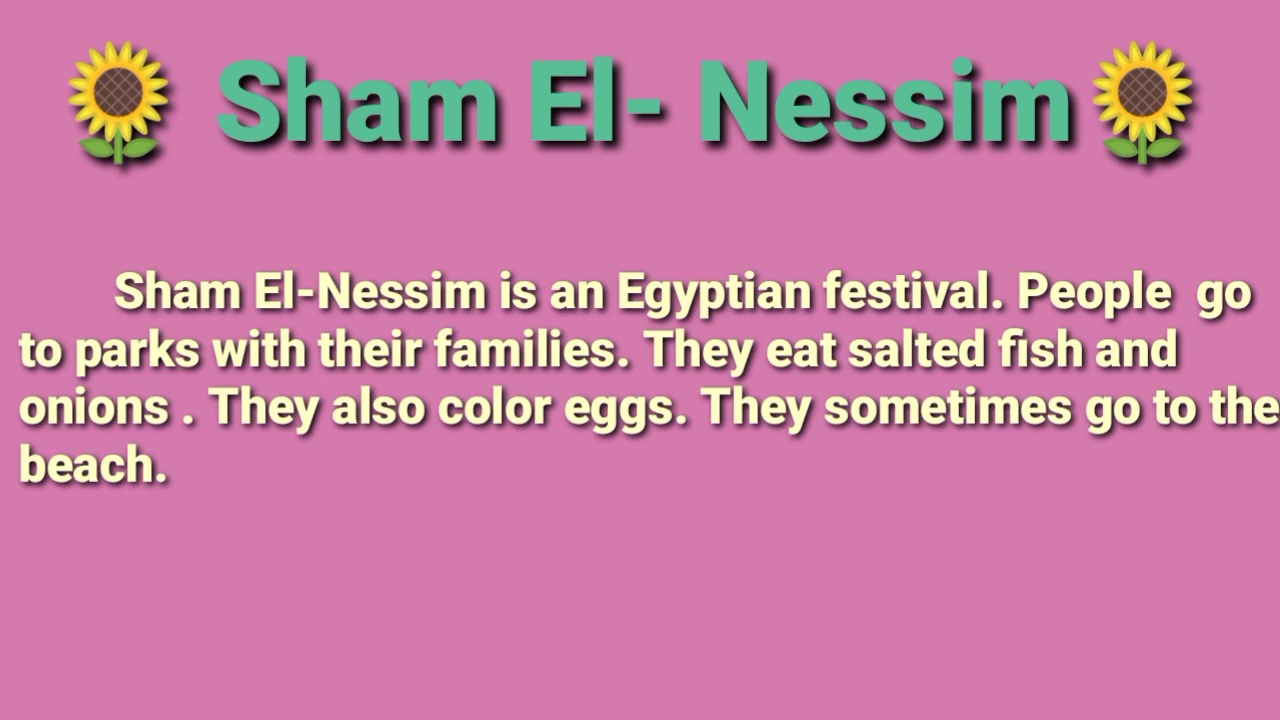 🌻 Sham El- Nessim🌻
Sham El-Nessim is an Egyptian festival. People  go
to parks with their families. They eat salted fish and
onions . They also color eggs. They sometimes go to the
beach.